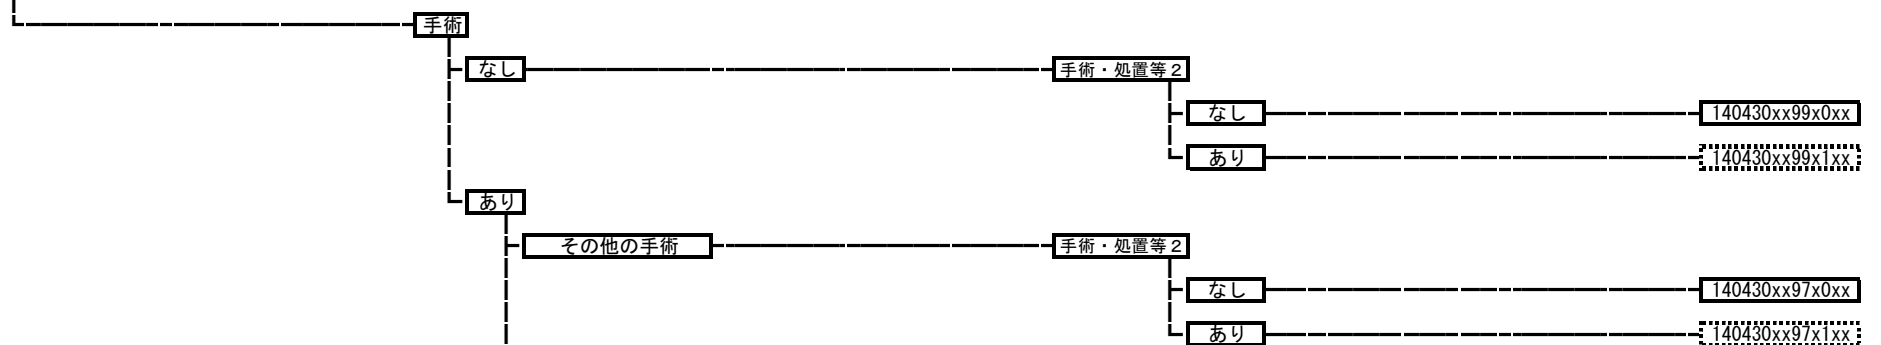 手術
なし 手術・処置等２
なし 140430xx99x0xx
あり 140430xx99x1xx
あり
その他の手術 手術・処置等２
なし 140430xx97x0xx
あり 140430xx97x1xx